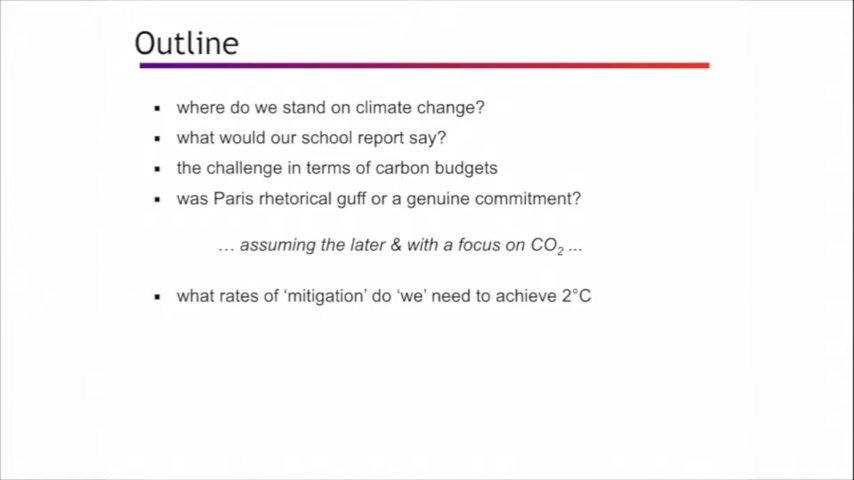 Outline
▪ where do we stand on climate change?
▪ what would our school report say?
▪ the challenge in terms of carbon budgets
▪ was Paris rhetorical guff or a genuine commitment?
… assuming the later & with a focus on CO₂ ...
▪ what rates of ‘mitigation’ do ‘we’ need to achieve 2°C